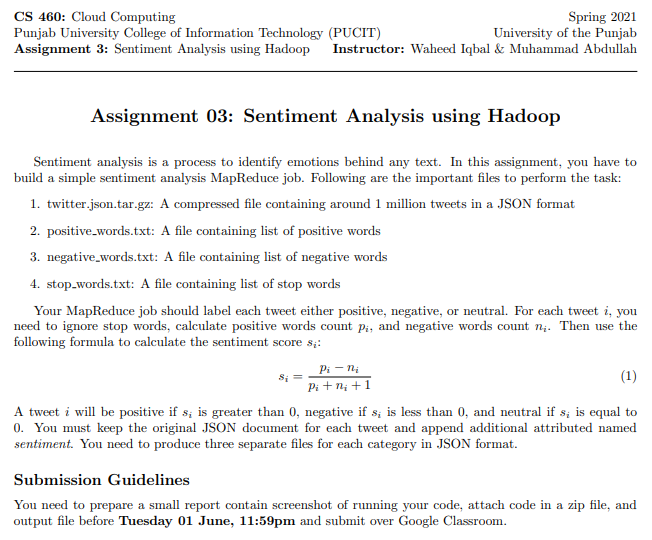 CS 460: Cloud Computing Spring 2021
Punjab University College of Information Technology (PUCIT) University of the Punjab
Assignment 3: Sentiment Analysis using Hadoop Instructor: Waheed Iqbal & Muhammad Abdullah
Assignment 03: Sentiment Analysis using Hadoop
Sentiment analysis is a process to identify emotions behind any text. In this assignment, you have to
build a simple sentiment analysis MapReduce job. Following are the important files to perform the task:
1. twitter.json.tar.gz: A compressed file containing around 1 million tweets in a JSON format
2. positive_words.txt: A file containing list of positive words
3. negative_words.txt: A file containing list of negative words
4. stop_words.txt: A file containing list of stop words
Your MapReduce job should label each tweet either positive, negative, or neutral. For each tweet i, you
need to ignore stop words, calculate positive words count pᵢ, and negative words count nᵢ. Then use the
following formula to calculate the sentiment score sᵢ:
sᵢ = (pᵢ − nᵢ) / (pᵢ + nᵢ + 1) (1)
A tweet i will be positive if sᵢ is greater than 0, negative if sᵢ is less than 0, and neutral if sᵢ is equal to
0. You must keep the original JSON document for each tweet and append additional attributed named
sentiment. You need to produce three separate files for each category in JSON format.
Submission Guidelines
You need to prepare a small report contain screenshot of running your code, attach code in a zip file, and
output file before Tuesday 01 June, 11:59pm and submit over Google Classroom.